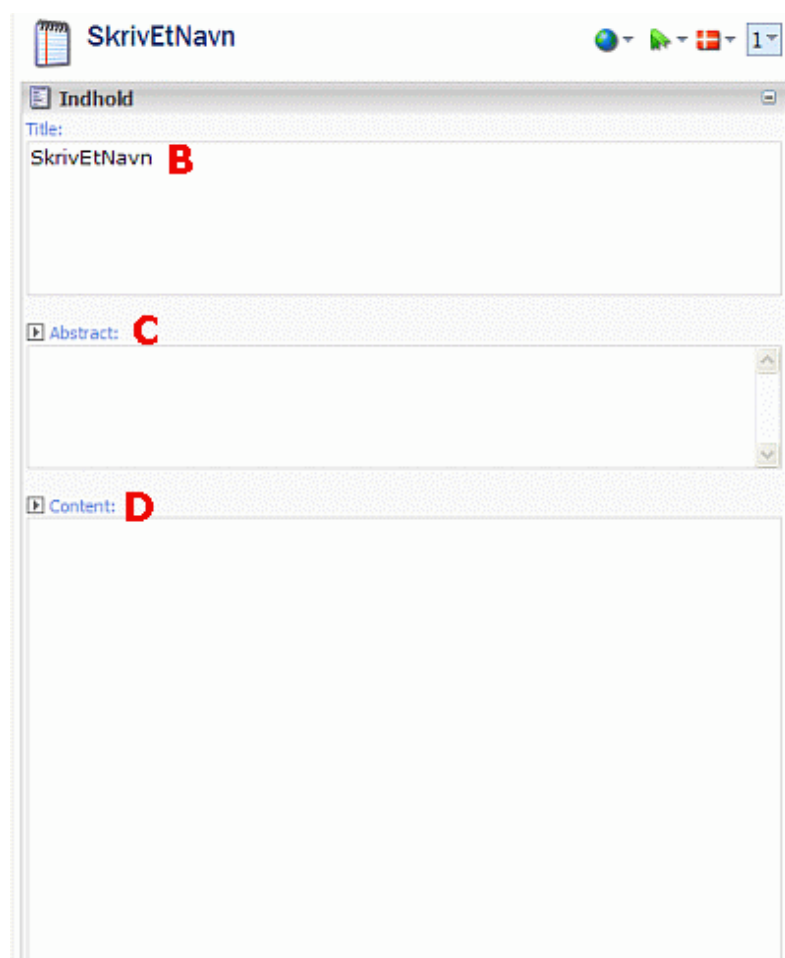 SkrivEtNavn
1
Indhold
Title:
SkrivEtNavn B
Abstract: C
Content: D